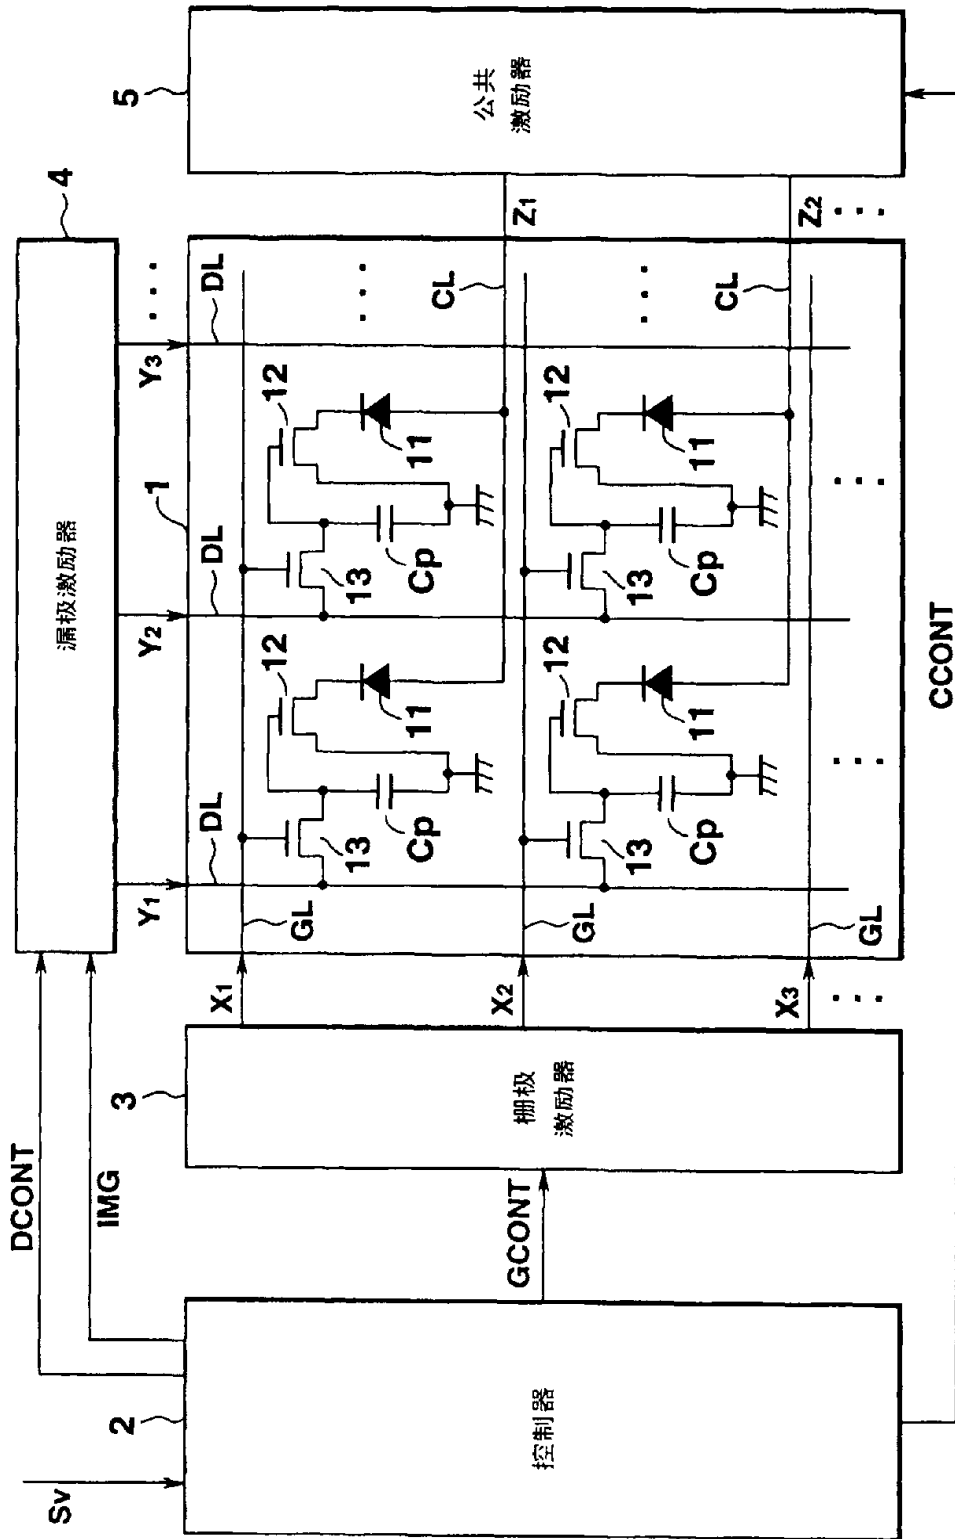 Sv
2
控制器
DCONT
IMG
GCONT
CCONT
3
栅极
激励器
4
漏极激励器
5
公共
激励器
1
Y1
Y2
Y3
...
DL
DL
DL
X1
X2
X3
...
GL
GL
GL
13
Cp
12
11
13
Cp
12
11
...
CL
Z1
13
Cp
12
11
13
Cp
12
11
...
CL
Z2
...
...
...